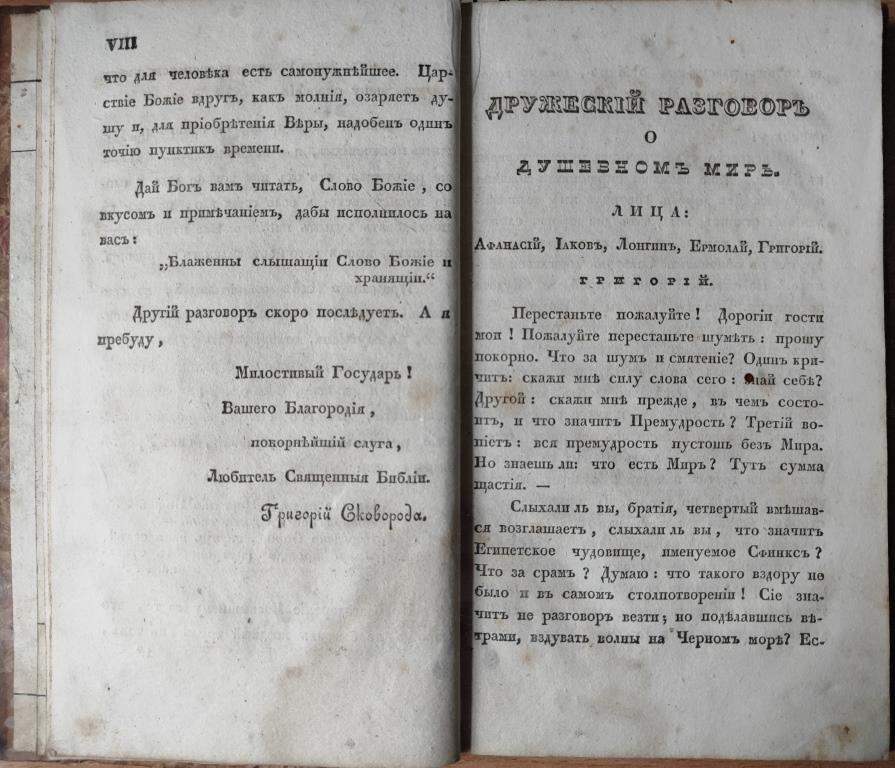 VIII
что для человѣка есть самонужнѣйшее. Цар-
ствіе Божіе вдругъ, какъ молнія, озаряетъ ду-
шу и, для пріобрѣтенія Вѣры, надобенъ одинъ
точію пунктикъ времени.
Дай Богъ вамъ читать, Слово Божіе, со
вкусомъ и примѣчаніемъ, дабы исполнилось на
васъ:
„Блаженны слышащіи Слово Божіе и
хранящіи.“
Другій разговоръ скоро послѣдуетъ. А я
пребуду,
Милостивый Государь!
Вашего Благородія,
покорнѣйшій слуга,
Любитель Священныя Библіи.
Григорій Сковорода.
ДРУЖЕСКІЙ РАЗГОВОРЪ
О
ДУШЕВНОМЪ МИРѢ.
ЛИЦА:
Афанасій, Іаковъ, Лонгинъ, Ермолай, Григорій.
ГРИГОРІЙ.
Перестаньте пожалуйте! Дорогіи гости
мои! Пожалуйте перестаньте шумѣть: прошу
покорно. Что за шумъ и смятеніе? Одинъ кри-
читъ: скажи мнѣ силу слова сего: знай себѣ?
Другой: скажи мнѣ прежде, въ чемъ состо-
итъ, и что значитъ Премудрость? Третій во-
піетъ: вся премудрость пустошь безъ Мира.
Но знаешь ли: что есть Миръ? Тутъ сумма
щастія. —
Слыхали ль вы, братія, четвертый вмѣшав-
ся возглашаетъ, слыхали ль вы, что значитъ
Египетское чудовище, именуемое Сфинксъ?
Что за срамъ? Думаю: что такого вздору не
было и въ самомъ столпотвореніи! Сіе зна-
читъ не разговоръ везти; но подѣлавшись вѣ-
трами, вздувать волны на Черномъ морѣ? Ес-